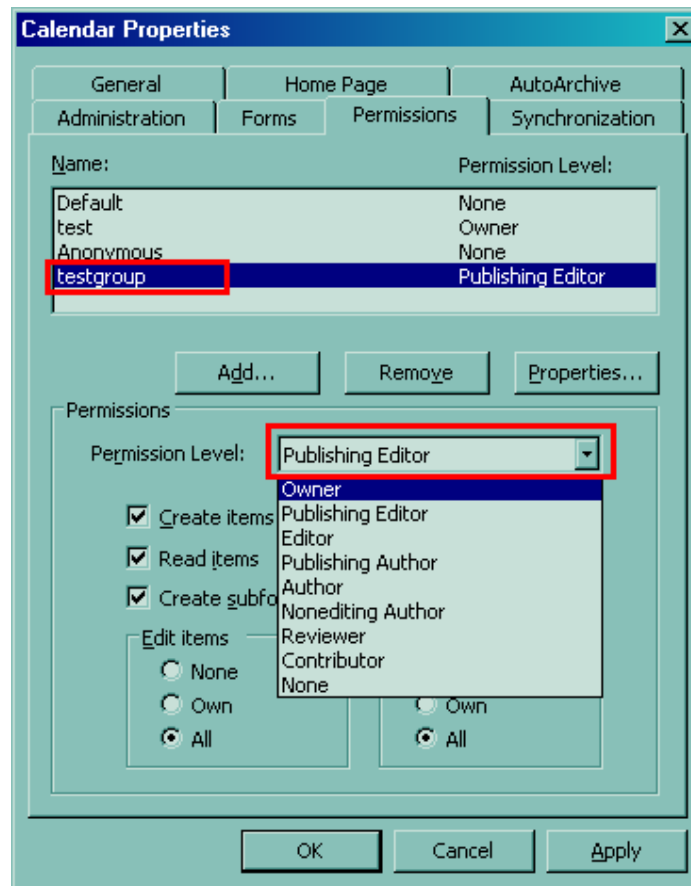 Calendar Properties
General Home Page AutoArchive
Administration Forms Permissions Synchronization
Name: Permission Level:
Default None
test Owner
Anonymous None
testgroup Publishing Editor
Add... Remove Properties...
Permissions
Permission Level: Publishing Editor
Owner
Create items Publishing Editor
Editor
Read items Publishing Author
Author
Create subfo Nonediting Author
Edit items Reviewer
None Contributor
None
Own Own
All All
OK Cancel Apply